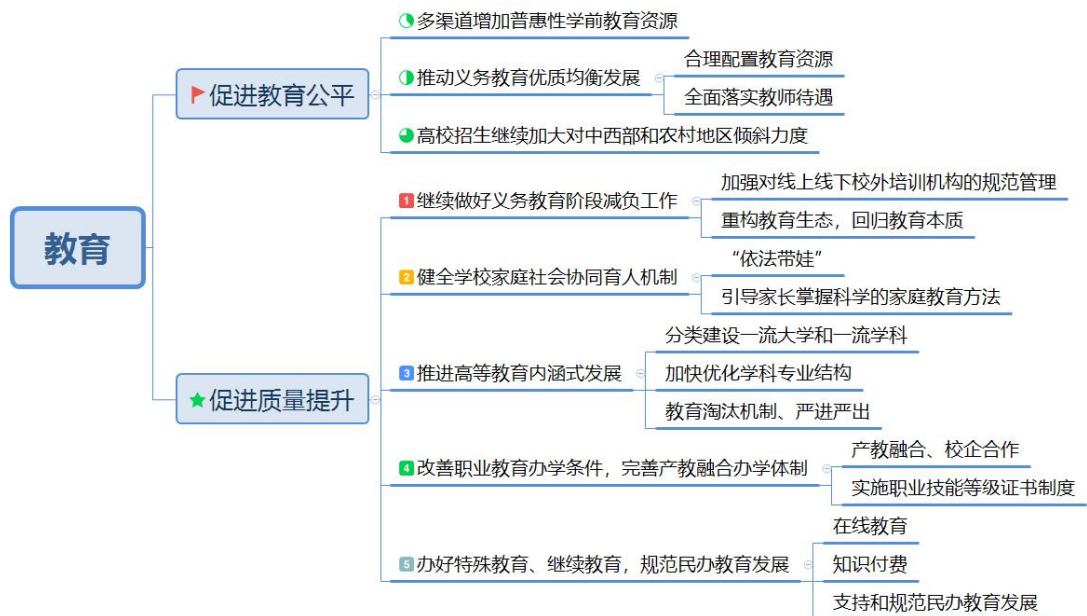 教育
促进教育公平
多渠道增加普惠性学前教育资源
推动义务教育优质均衡发展
合理配置教育资源
全面落实教师待遇
高校招生继续加大对中西部和农村地区倾斜力度
促进质量提升
1 继续做好义务教育阶段减负工作
加强对线上线下校外培训机构的规范管理
重构教育生态，回归教育本质
2 健全学校家庭社会协同育人机制
“依法带娃”
引导家长掌握科学的家庭教育方法
3 推进高等教育内涵式发展
分类建设一流大学和一流学科
加快优化学科专业结构
教育淘汰机制、严进严出
4 改善职业教育办学条件，完善产教融合办学体制
产教融合、校企合作
实施职业技能等级证书制度
5 办好特殊教育、继续教育，规范民办教育发展
在线教育
知识付费
支持和规范民办教育发展